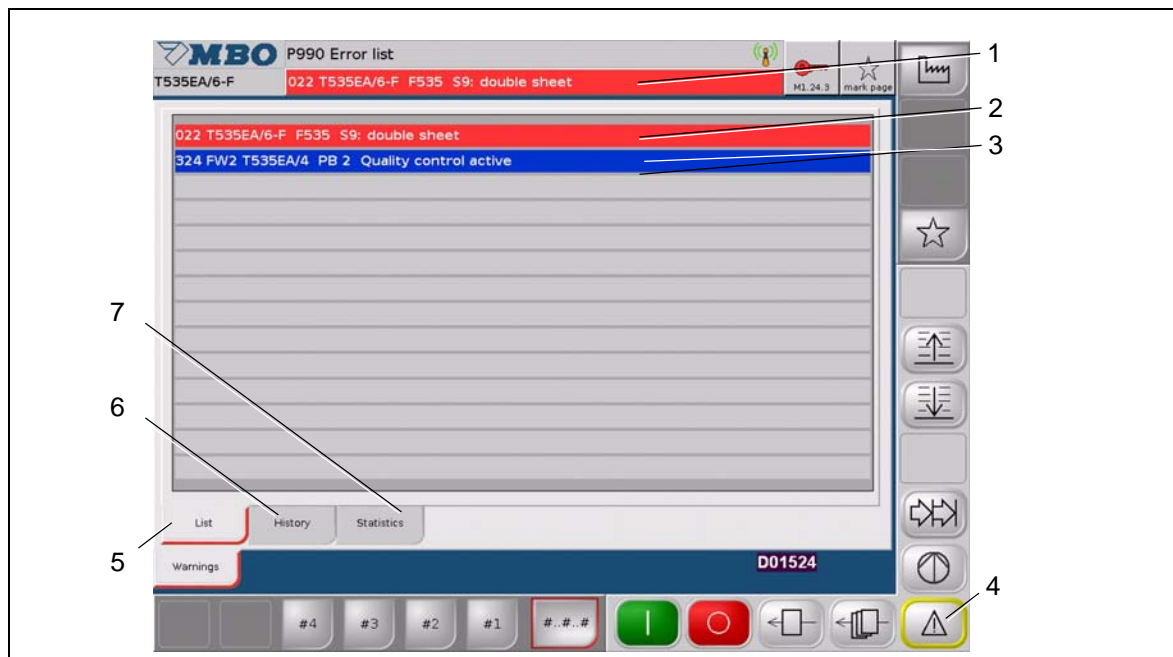 MBO
P990 Error list
T535EA/6-F
022 T535EA/6-F F535 S9: double sheet
M1.24.3
mark page
1
022 T535EA/6-F F535 S9: double sheet
2
324 FW2 T535EA/4 PB 2 Quality control active
3
7
6
List
History
Statistics
5
Warnings
D01524
4
#4
#3
#2
#1
#..#..#